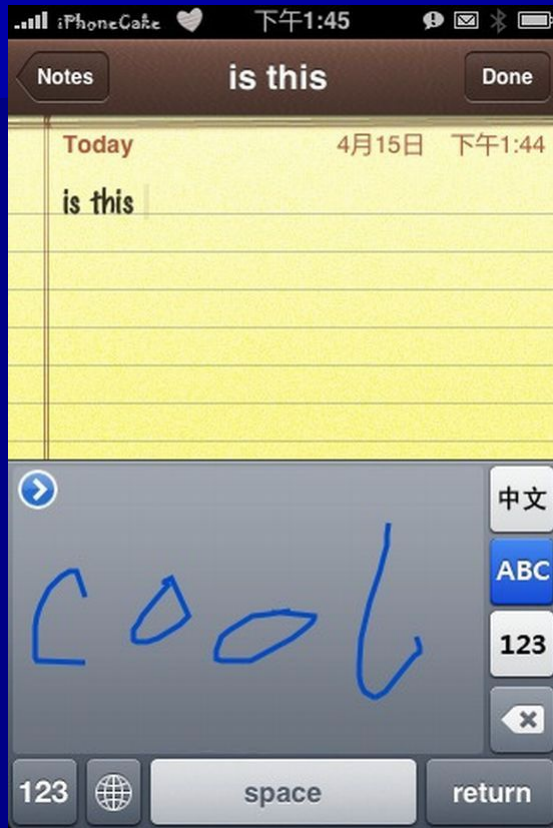 iPhoneCake 下午1:45
Notes is this Done
Today 4月15日 下午1:44
is this
中文
cool
ABC
123
123 space return